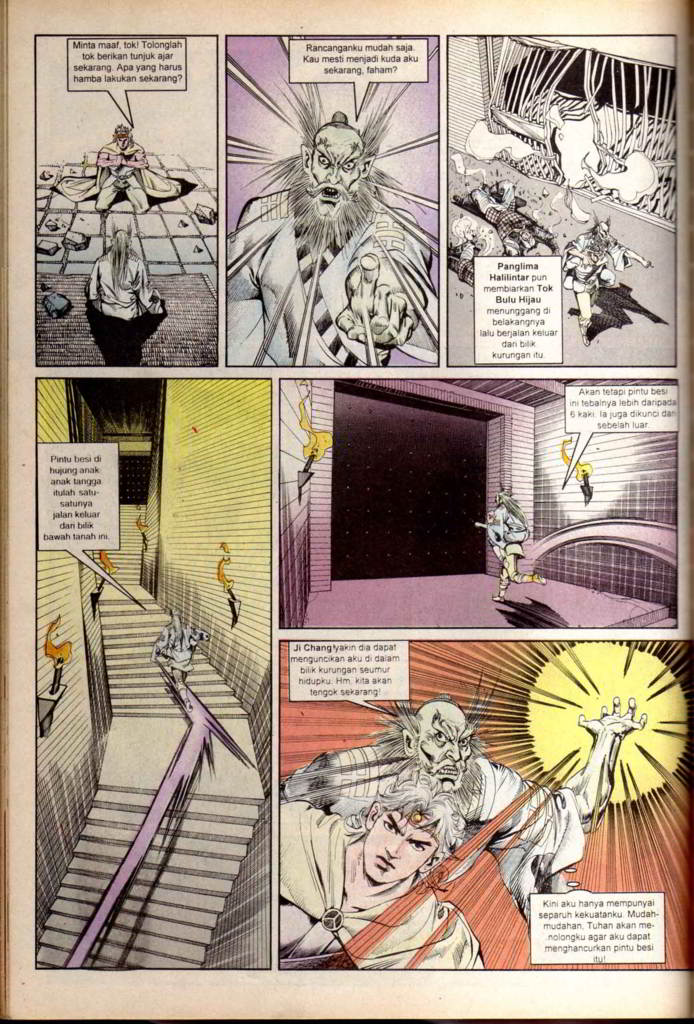 Minta maaf, tok! Tolonglah
tok berikan tunjuk ajar
sekarang. Apa yang harus
hamba lakukan sekarang?
Rancanganku mudah saja.
Kau mesti menjadi kuda aku
sekarang, faham?
Panglima
Halilintar pun
membiarkan Tok
Bulu Hijau
menunggang di
belakangnya
lalu berjalan keluar
dari bilik
kurungan itu.
Pintu besi di
hujung anak-
anak tangga
itulah satu-
satunya
jalan keluar
dari bilik
bawah tanah ini.
Akan tetapi pintu besi
ini tebalnya lebih daripada
6 kaki. Ia juga dikunci dari
sebelah luar.
Ji Chang yakin dia dapat
menguncikan aku di dalam
bilik kurungan seumur
hidupku. Hm, kita akan
tengok sekarang!
Kini aku hanya mempunyai
separuh kekuatanku. Mudah-
mudahan, Tuhan akan me-
nolongku agar aku dapat
menghancurkan pintu besi
itu!